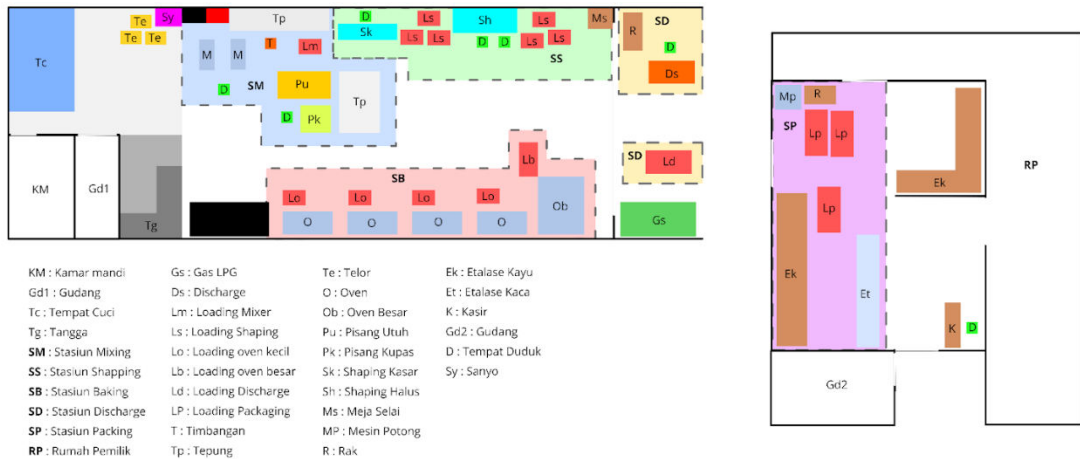 Te
Sy
Tp
D
Sk
Ls
Sh
Ls
Ms
SD
R
Te
Te
M
M
T
Lm
Ls
Ls
D
D
Ls
Ls
D
Tc
SS
Ds
D
SM
Pu
Tp
D
Pk
KM
Gd1
Lb
SD
Ld
SB
Lo
Lo
Lo
Lo
Ob
Tg
O
O
O
O
Gs
Mp
R
SP
Lp
Lp
RP
Ek
Lp
Ek
Et
K
D
Gd2
KM : Kamar mandi
Gd1 : Gudang
Tc : Tempat Cuci
Tg : Tangga
SM : Stasiun Mixing
SS : Stasiun Shapping
SB : Stasiun Baking
SD : Stasiun Discharge
SP : Stasiun Packing
RP : Rumah Pemilik
Gs : Gas LPG
Ds : Discharge
Lm : Loading Mixer
Ls : Loading Shaping
Lo : Loading oven kecil
Lb : Loading oven besar
Ld : Loading Discharge
LP : Loading Packaging
T : Timbangan
Tp : Tepung
Te : Telor
O : Oven
Ob : Oven Besar
Pu : Pisang Utuh
Pk : Pisang Kupas
Sk : Shaping Kasar
Sh : Shaping Halus
Ms : Meja Selai
MP : Mesin Potong
R : Rak
Ek : Etalase Kayu
Et : Etalase Kaca
K : Kasir
Gd2 : Gudang
D : Tempat Duduk
Sy : Sanyo